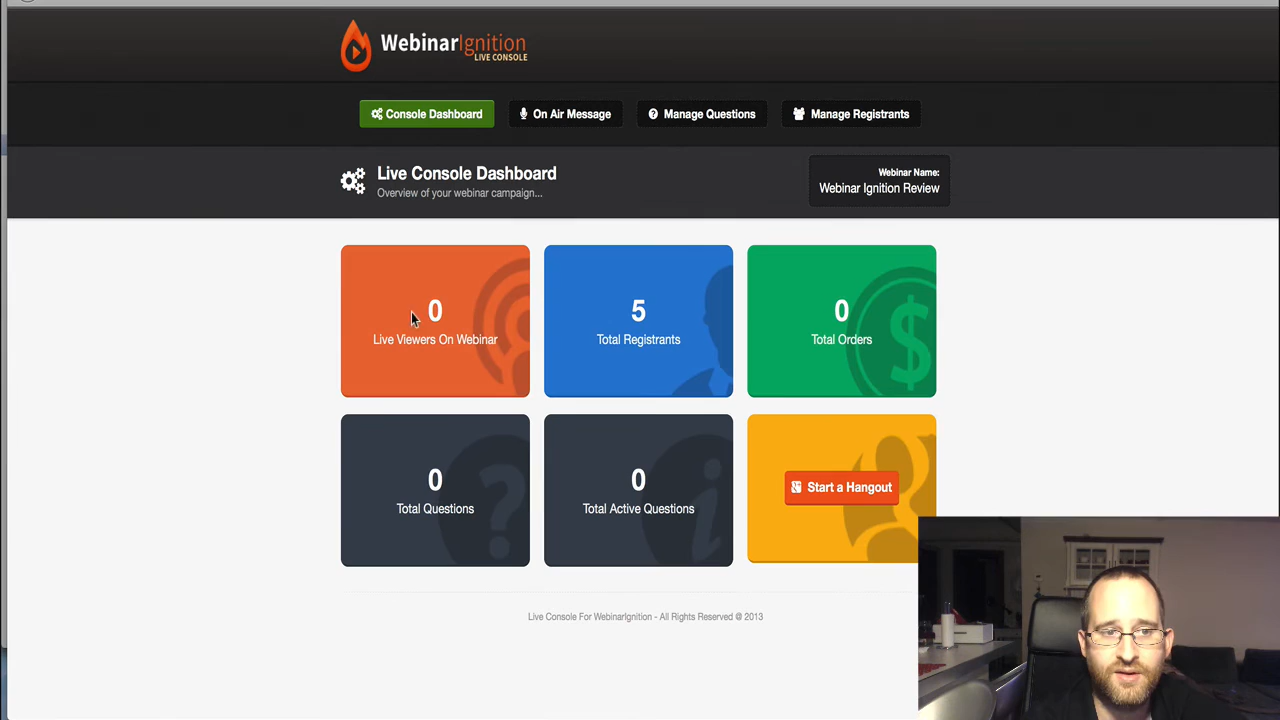 WebinarIgnition
LIVE CONSOLE
Console Dashboard
On Air Message
Manage Questions
Manage Registrants
Live Console Dashboard
Overview of your webinar campaign...
Webinar Name:
Webinar Ignition Review
0
Live Viewers On Webinar
5
Total Registrants
0
Total Orders
0
Total Questions
0
Total Active Questions
Start a Hangout
Live Console For WebinarIgnition - All Rights Reserved @ 2013